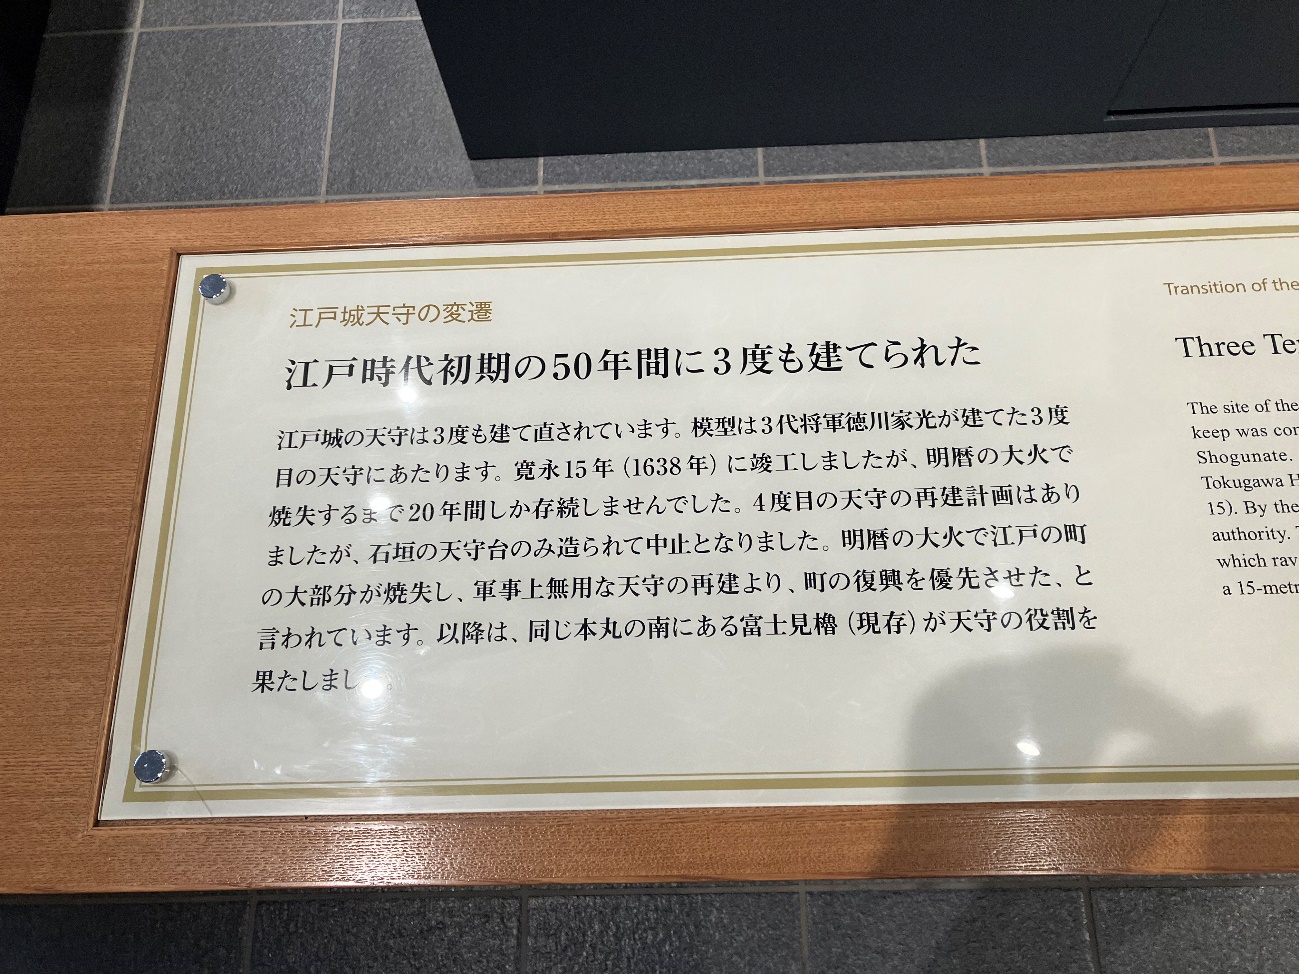 江戸城天守の変遷
江戸時代初期の50年間に3度も建てられた
江戸城の天守は3度も建て直されています。模型は3代将軍徳川家光が建てた3度
目の天守にあたります。寛永15年（1638年）に竣工しましたが、明暦の大火で
焼失するまで20年間しか存続しませんでした。4度目の天守の再建計画はあり
ましたが、石垣の天守台のみ造られて中止となりました。明暦の大火で江戸の町
の大部分が焼失し、軍事上無用な天守の再建より、町の復興を優先させた、と
言われています。以降は、同じ本丸の南にある富士見櫓（現存）が天守の役割を
果たしまし
Transition of the
Three
The site of the
keep was
Shogunate.
Tokugawa
15). By the
authority.
which
a